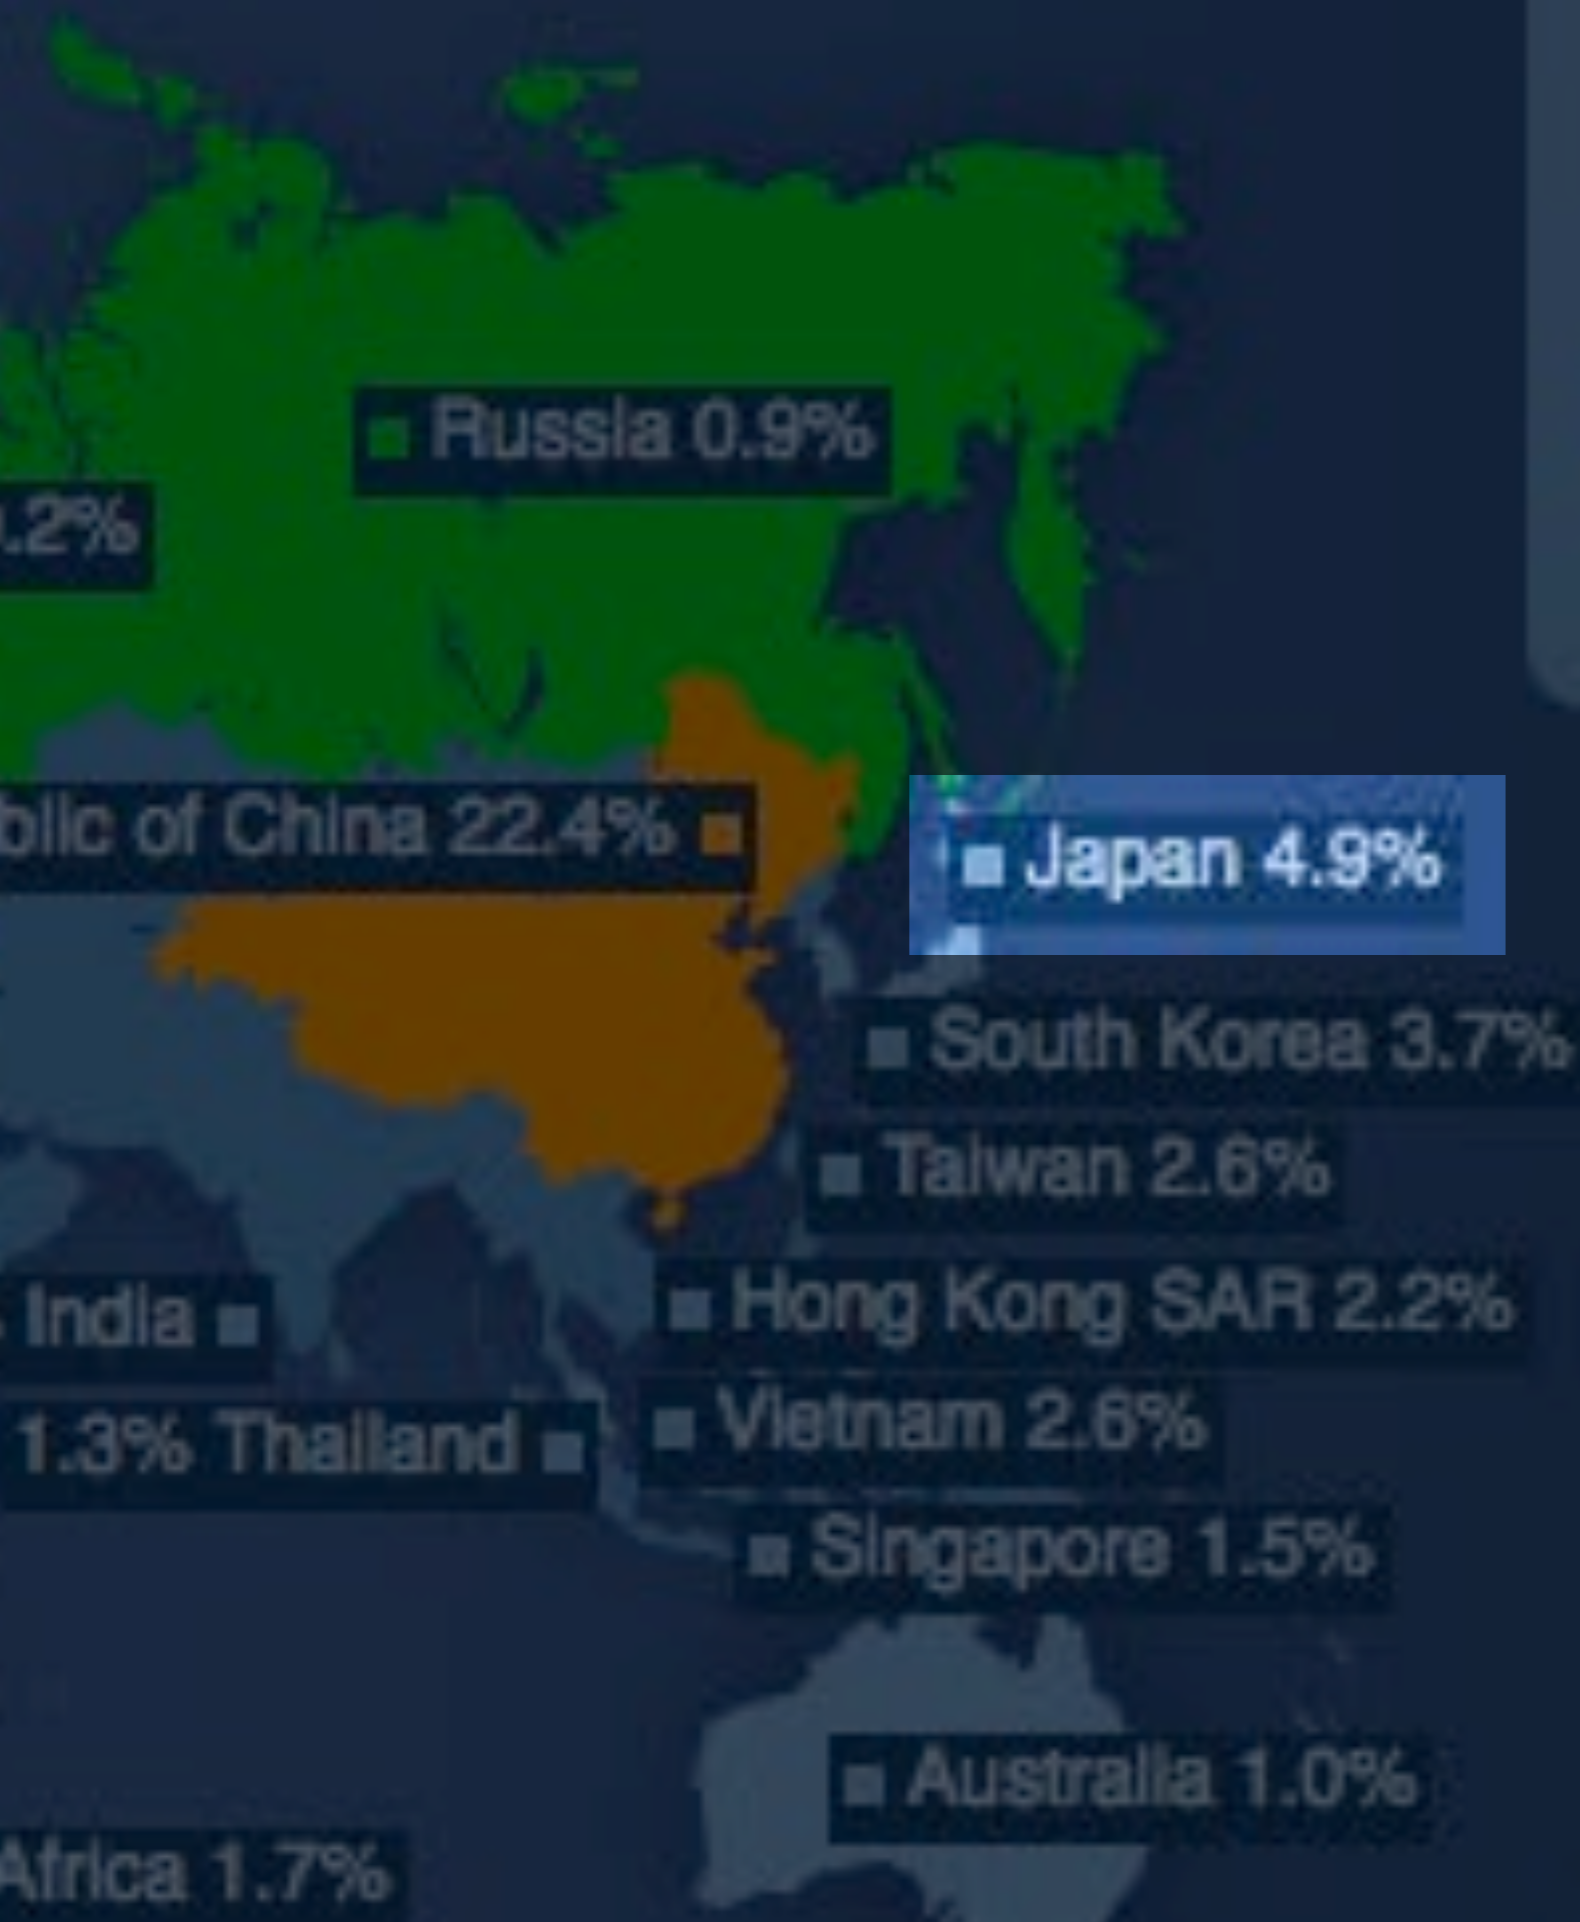 Russia 0.9%
.2%
blic of China 22.4%
Japan 4.9%
South Korea 3.7%
Taiwan 2.6%
Hong Kong SAR 2.2%
India
Vietnam 2.6%
1.3% Thailand
Singapore 1.5%
Australia 1.0%
Africa 1.7%